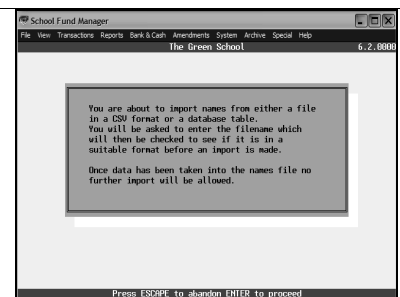 School Fund Manager
File View Transactions Reports Bank & Cash Amendments System Archive Special Help
The Green School 6.2.0000
You are about to import names from either a file
in a CSV format or a database table.
You will be asked to enter the filename which
will then be checked to see if it is in a
suitable format before an import is made.
Once data has been taken into the names file no
further import will be allowed.
Press ESCAPE to abandon ENTER to proceed